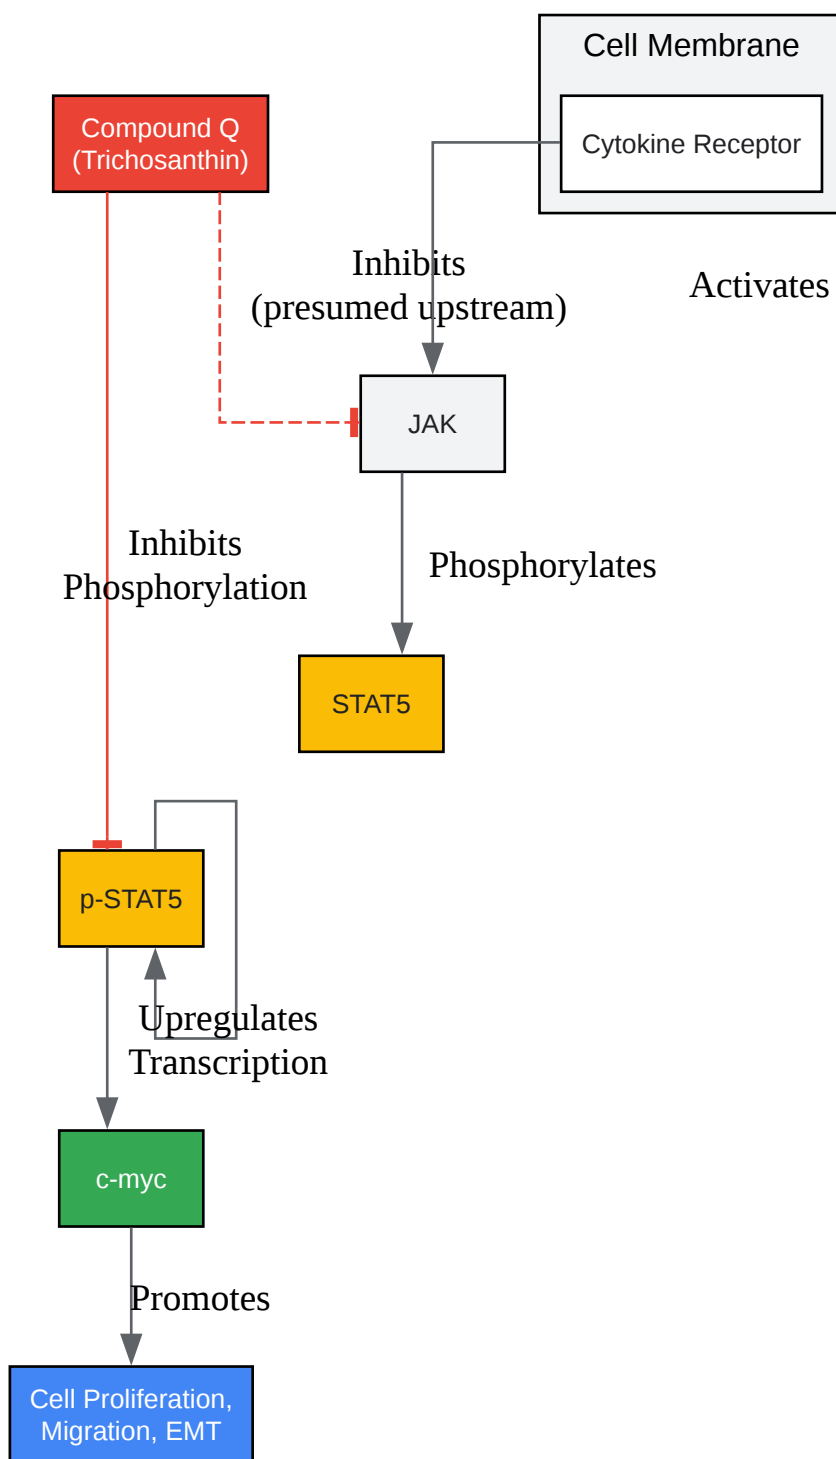 Cell Membrane
Compound Q
(Trichosanthin)
Cytokine Receptor
Inhibits
(presumed upstream)
Activates
JAK
Inhibits
Phosphorylation
Phosphorylates
STAT5
p-STAT5
Upregulates
Transcription
c-myc
Promotes
Cell Proliferation,
Migration, EMT